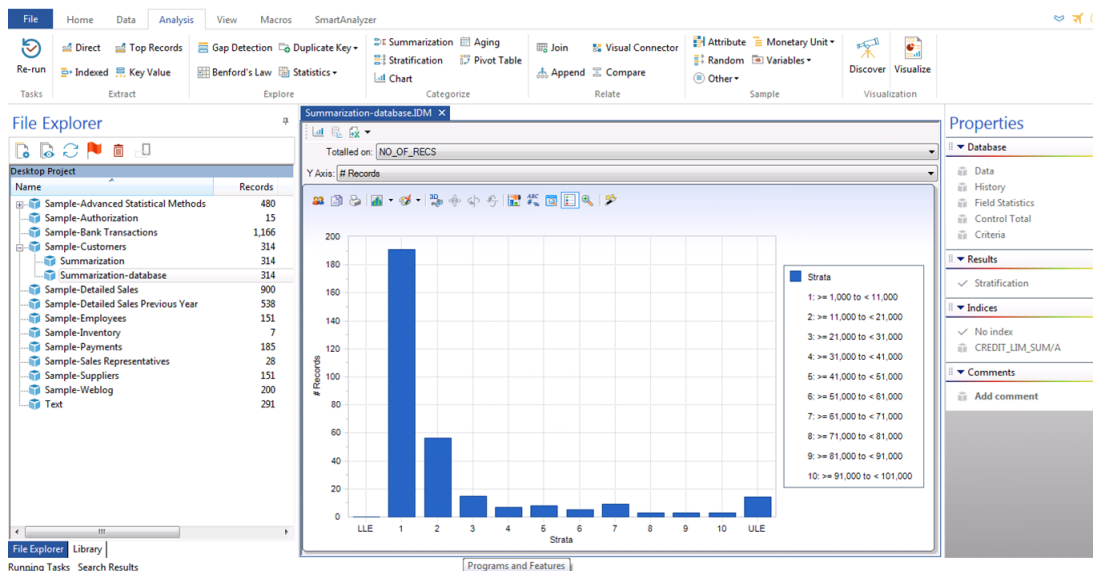 File Home Data Analysis View Macros SmartAnalyzer
Direct Top Records Gap Detection Duplicate Key Summarization Aging Join Visual Connector Attribute Monetary Unit
Re-run Stratification Pivot Table Random Variables Discover Visualize
Indexed Key Value Benford's Law Statistics Chart Append Compare Other
Tasks Extract Explore Categorize Relate Sample Visualization
File Explorer
Desktop Project
Name Records
Sample-Advanced Statistical Methods 480
Sample-Authorization 15
Sample-Bank Transactions 1,166
Sample-Customers 314
Summarization 314
Summarization-database 314
Sample-Detailed Sales 900
Sample-Detailed Sales Previous Year 538
Sample-Employees 151
Sample-Inventory 7
Sample-Payments 185
Sample-Sales Representatives 28
Sample-Suppliers 151
Sample-Weblog 200
Text 291
File Explorer Library
Running Tasks Search Results
Summarization-database.IDM X
Totalled on: NO_OF_RECS
Y Axis: # Records
3D
ABC
200
180
160
140
120
100
80
60
40
20
0
# Records
LLE 1 2 3 4 5 6 7 8 9 10 ULE
Strata
Strata
1: >= 1,000 to < 11,000
2: >= 11,000 to < 21,000
3: >= 21,000 to < 31,000
4: >= 31,000 to < 41,000
5: >= 41,000 to < 51,000
6: >= 51,000 to < 61,000
7: >= 61,000 to < 71,000
8: >= 71,000 to < 81,000
9: >= 81,000 to < 91,000
10: >= 91,000 to < 101,000
Programs and Features
Properties
Database
Data
History
Field Statistics
Control Total
Criteria
Results
Stratification
Indices
No index
CREDIT_LIM_SUM/A
Comments
Add comment